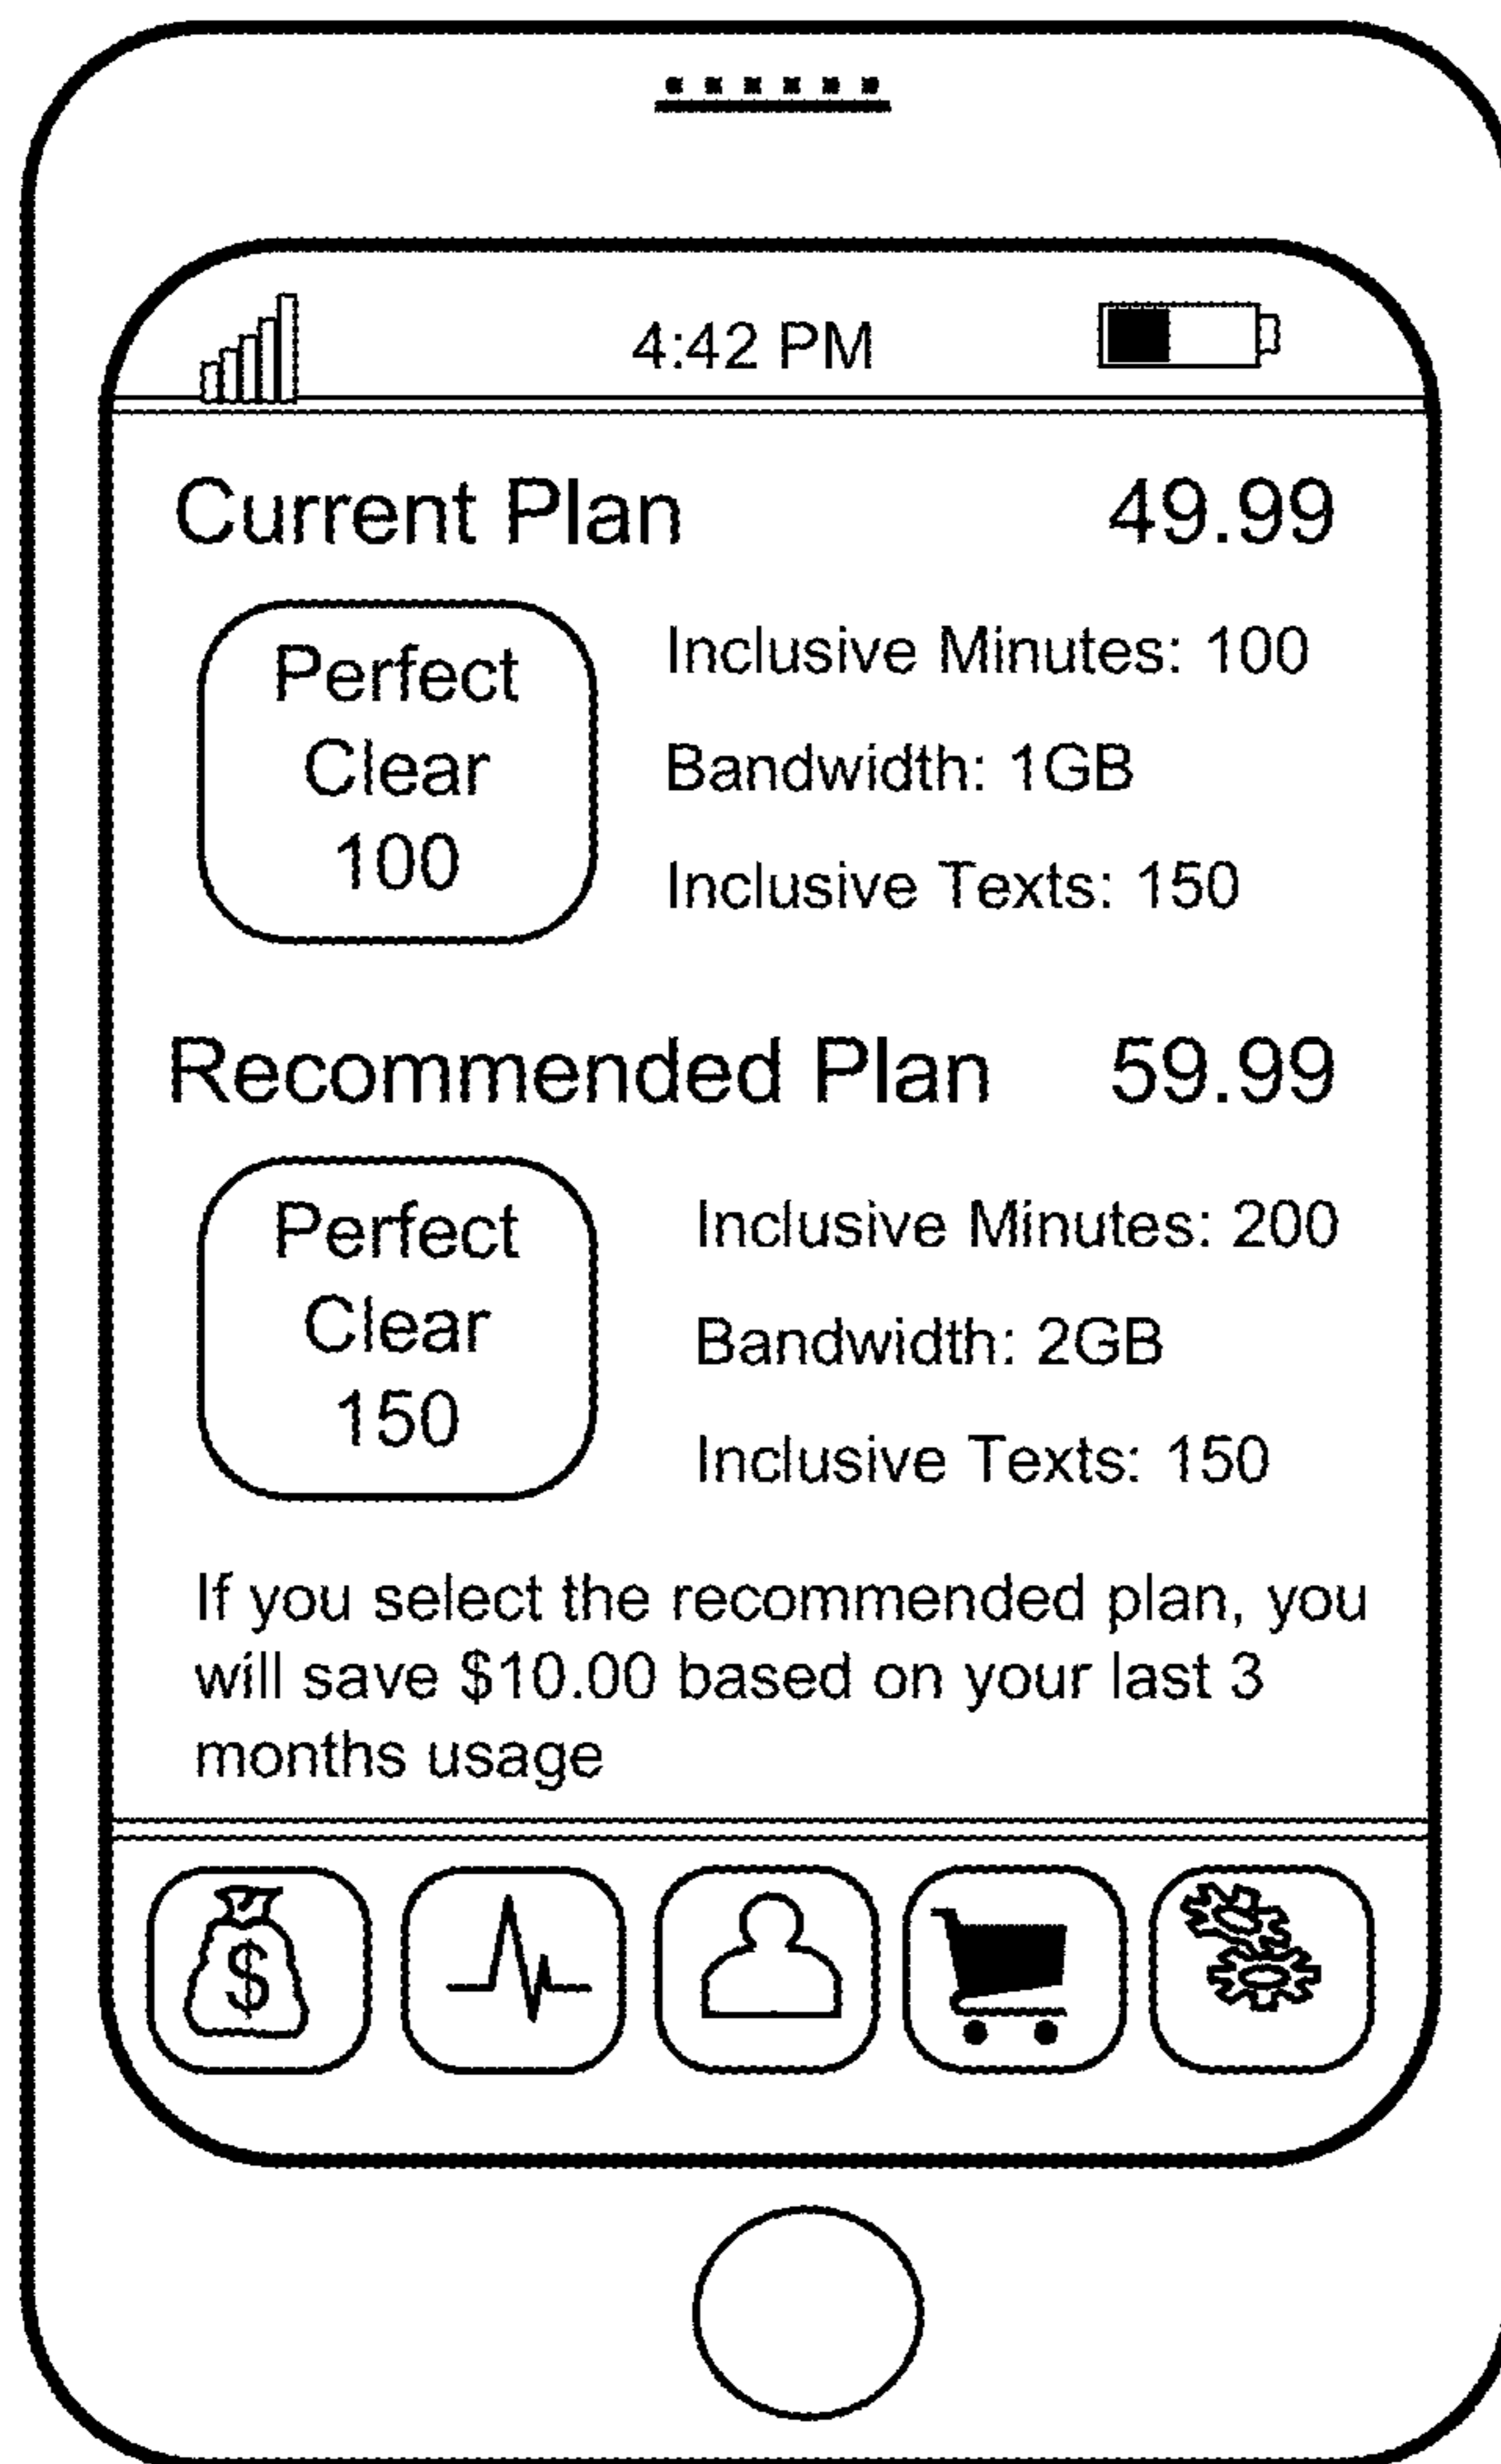 4:42 PM
Current Plan 49.99
Perfect
Clear
100
Inclusive Minutes: 100
Bandwidth: 1GB
Inclusive Texts: 150
Recommended Plan 59.99
Perfect
Clear
150
Inclusive Minutes: 200
Bandwidth: 2GB
Inclusive Texts: 150
If you select the recommended plan, you
will save $10.00 based on your last 3
months usage
$